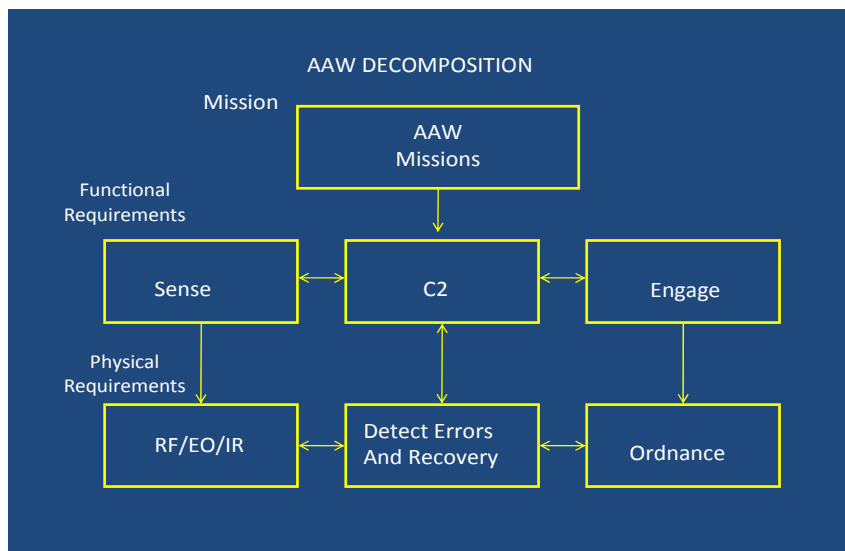 AAW DECOMPOSITION
Mission
AAW
Missions
Functional
Requirements
Sense
C2
Engage
Physical
Requirements
RF/EO/IR
Detect Errors
And Recovery
Ordnance